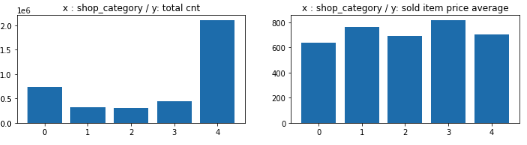 x : shop_category / y: total cnt
1e6
2.0
1.5
1.0
0.5
0.0
0 1 2 3 4
x : shop_category / y: sold item price average
800
600
400
200
0
0 1 2 3 4